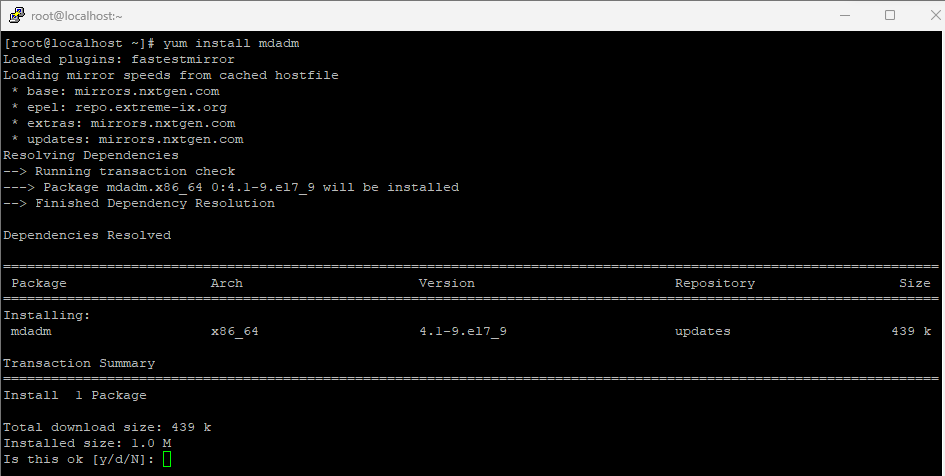 root@localhost:~
[root@localhost ~]# yum install mdadm
Loaded plugins: fastestmirror
Loading mirror speeds from cached hostfile
 * base: mirrors.nxtgen.com
 * epel: repo.extreme-ix.org
 * extras: mirrors.nxtgen.com
 * updates: mirrors.nxtgen.com
Resolving Dependencies
--> Running transaction check
---> Package mdadm.x86_64 0:4.1-9.el7_9 will be installed
--> Finished Dependency Resolution
Dependencies Resolved
Package Arch Version Repository Size
Installing:
 mdadm x86_64 4.1-9.el7_9 updates 439 k
Transaction Summary
Install  1 Package
Total download size: 439 k
Installed size: 1.0 M
Is this ok [y/d/N]: